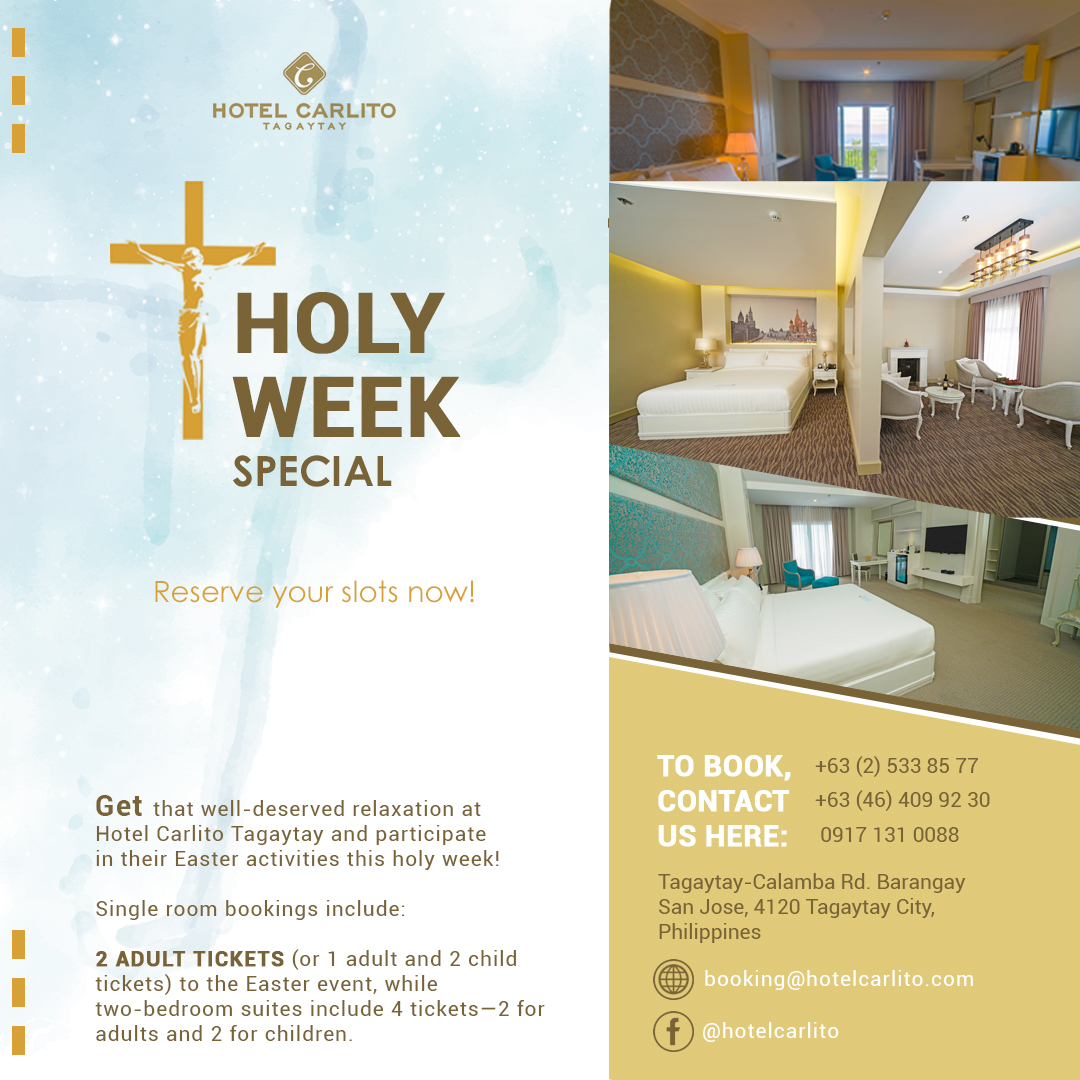 HOTEL CARLITO
TAGAYTAY
HOLY
WEEK
SPECIAL
Reserve your slots now!
Get that well-deserved relaxation at
Hotel Carlito Tagaytay and participate
in their Easter activities this holy week!
Single room bookings include:
2 ADULT TICKETS (or 1 adult and 2 child
tickets) to the Easter event, while
two-bedroom suites include 4 tickets—2 for
adults and 2 for children.
TO BOOK,
CONTACT
US HERE:
+63 (2) 533 85 77
+63 (46) 409 92 30
0917 131 0088
Tagaytay-Calamba Rd. Barangay
San Jose, 4120 Tagaytay City,
Philippines
booking@hotelcarlito.com
@hotelcarlito